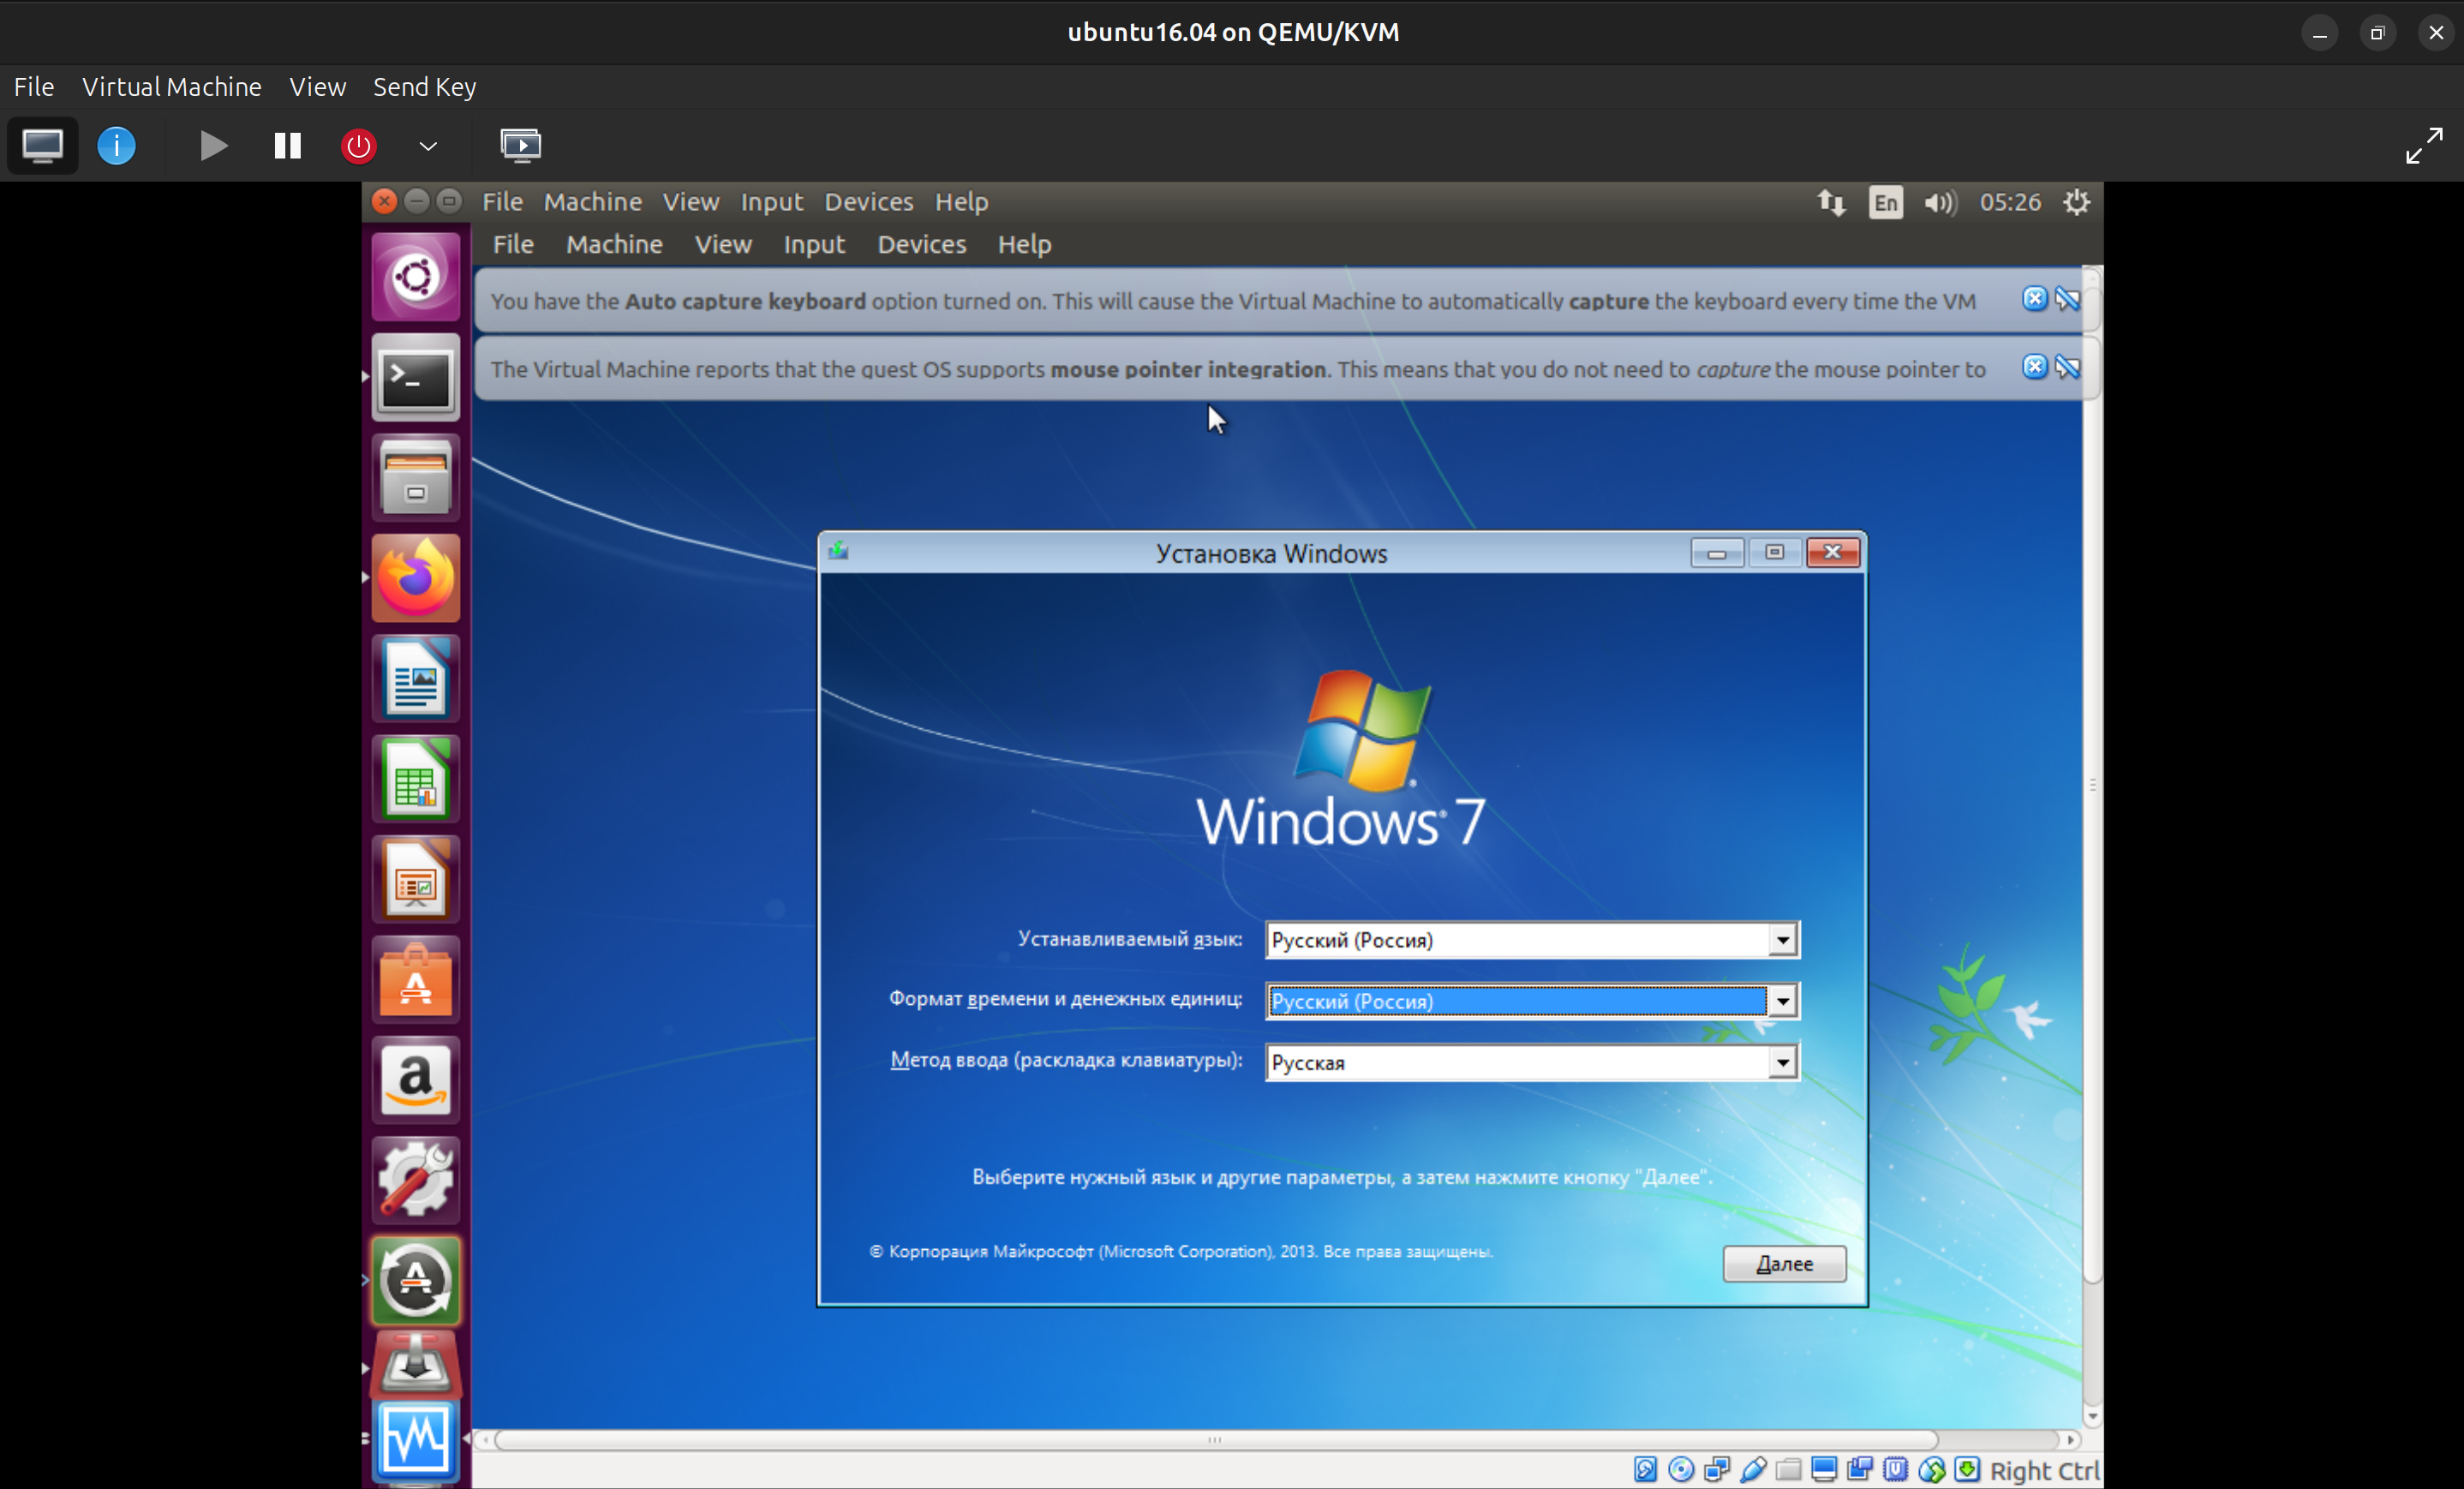 ubuntu16.04 on QEMU/KVM
File Virtual Machine View Send Key
File Machine View Input Devices Help En 05:26
File Machine View Input Devices Help
You have the Auto capture keyboard option turned on. This will cause the Virtual Machine to automatically capture the keyboard every time the VM
The Virtual Machine reports that the guest OS supports mouse pointer integration. This means that you do not need to capture the mouse pointer to
Установка Windows
Windows 7
Устанавливаемый язык: Русский (Россия)
Формат времени и денежных единиц: Русский (Россия)
Метод ввода (раскладка клавиатуры): Русская
Выберите нужный язык и другие параметры, а затем нажмите кнопку "Далее".
© Корпорация Майкрософт (Microsoft Corporation), 2013. Все права защищены.
Далее
Right Ctrl